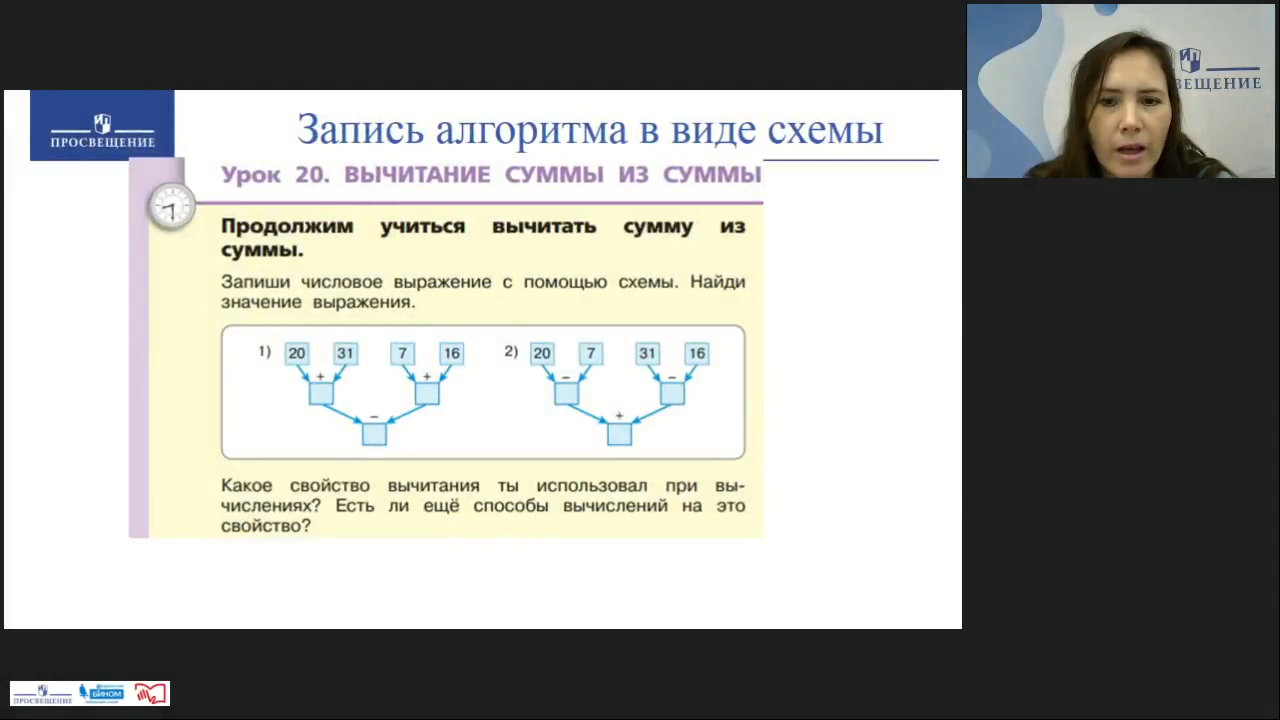 ПРОСВЕЩЕНИЕ
Запись алгоритма в виде схемы
Урок 20. ВЫЧИТАНИЕ СУММЫ ИЗ СУММЫ
Продолжим учиться вычитать сумму из
суммы.
Запиши числовое выражение с помощью схемы. Найди
значение выражения.
1) 20 31 7 16 2) 20 7 31 16
+ + − −
− +
Какое свойство вычитания ты использовал при вы-
числениях? Есть ли ещё способы вычислений на это
свойство?
ВЕЩЕНИЕ
ПРОСВЕЩЕНИЕ
БИНОМ